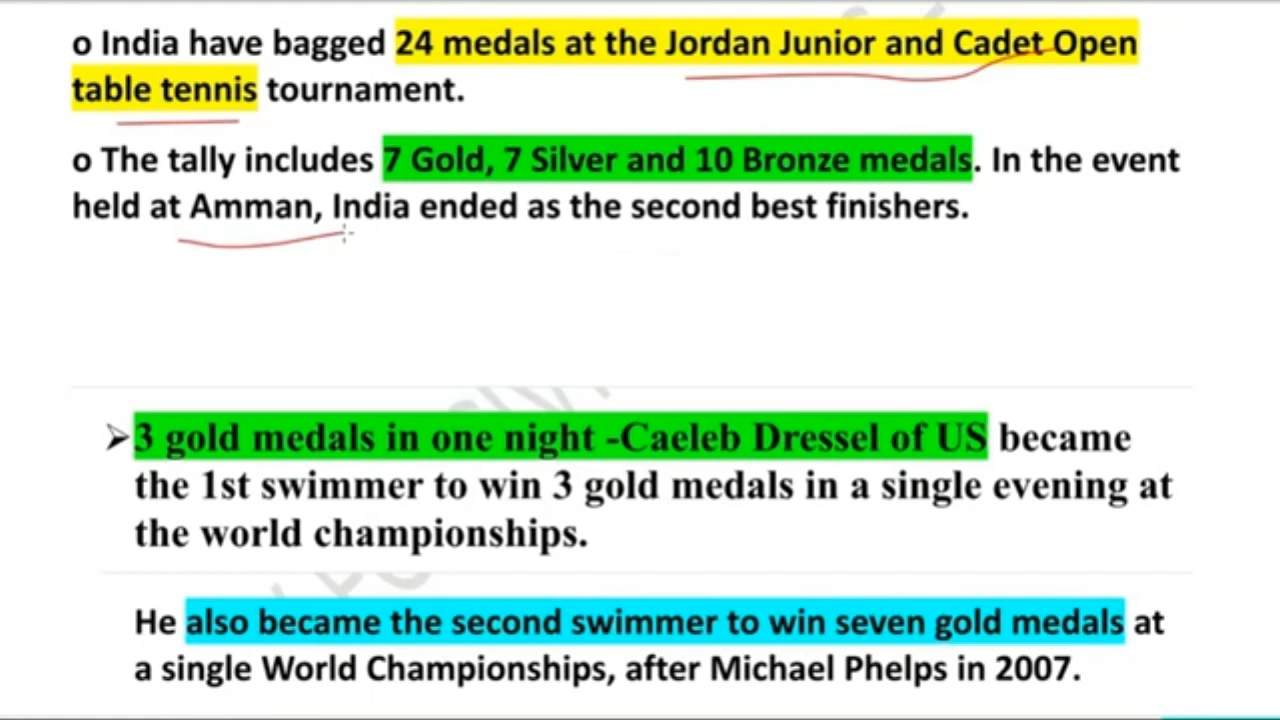 o India have bagged 24 medals at the Jordan Junior and Cadet Open
table tennis tournament.
o The tally includes 7 Gold, 7 Silver and 10 Bronze medals. In the event
held at Amman, India ended as the second best finishers.
➢3 gold medals in one night -Caeleb Dressel of US became
the 1st swimmer to win 3 gold medals in a single evening at
the world championships.
He also became the second swimmer to win seven gold medals at
a single World Championships, after Michael Phelps in 2007.